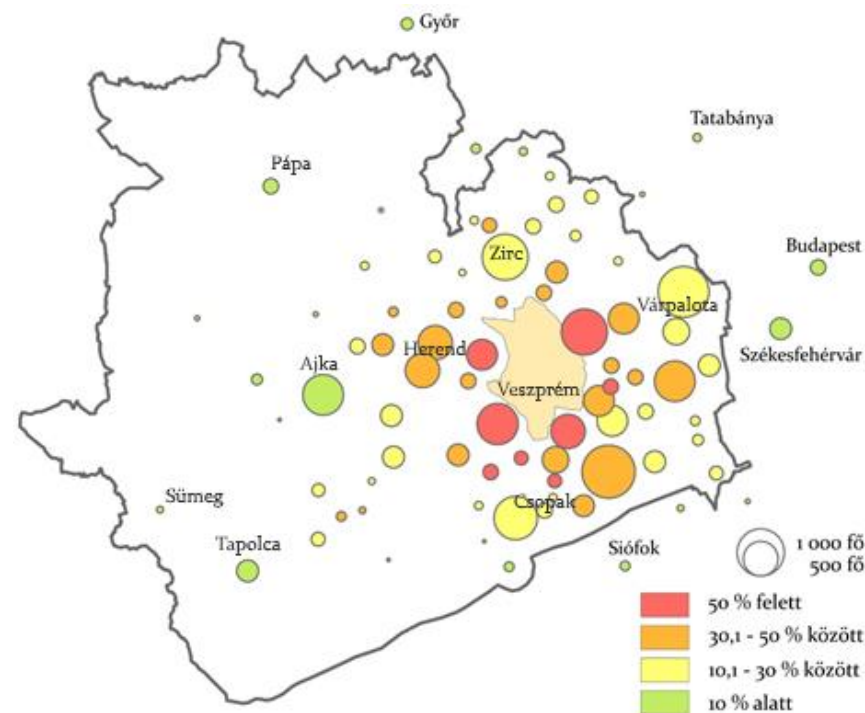 Győr
Tatabánya
Pápa
Budapest
Zirc
Várpalota
Székesfehérvár
Herend
Ajka
Veszprém
Sümeg
Csopak
Tapolca
Siófok
1 000 fő
500 fő
50 % felett
30,1 - 50 % között
10,1 - 30 % között
10 % alatt